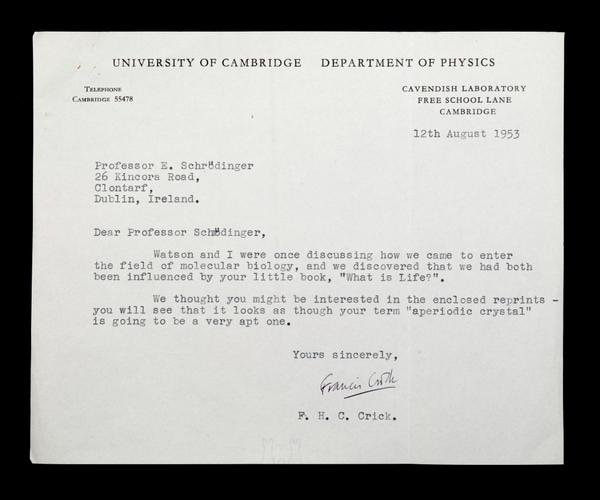 UNIVERSITY OF CAMBRIDGE DEPARTMENT OF PHYSICS
TELEPHONE
CAMBRIDGE 55478
CAVENDISH LABORATORY
FREE SCHOOL LANE
CAMBRIDGE
12th August 1953
Professor E. Schrödinger
26 Kincora Road,
Clontarf,
Dublin, Ireland.
Dear Professor Schrödinger,
Watson and I were once discussing how we came to enter
the field of molecular biology, and we discovered that we had both
been influenced by your little book, "What is Life?".
We thought you might be interested in the enclosed reprints -
you will see that it looks as though your term "aperiodic crystal"
is going to be a very apt one.
Yours sincerely,
Francis Crick
F. H. C. Crick.